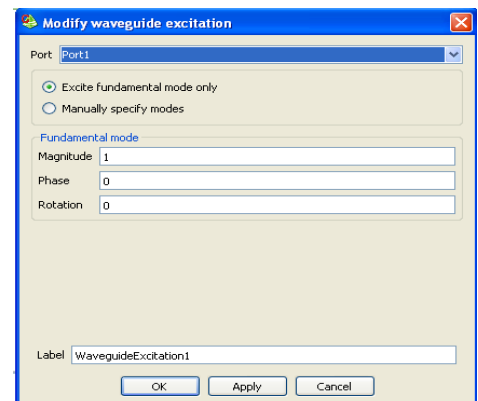 Modify waveguide excitation
Port Port1
Excite fundamental mode only
Manually specify modes
Fundamental mode
Magnitude 1
Phase 0
Rotation 0
Label WaveguideExcitation1
OK Apply Cancel